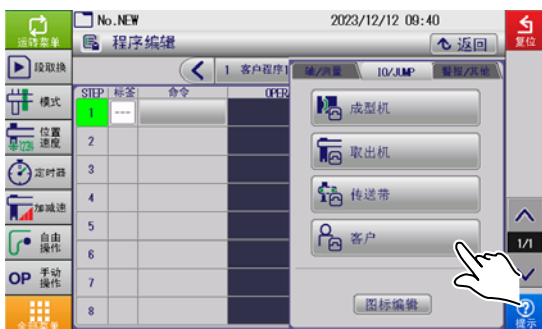 No.NEW 2023/12/12 09:40
运转菜单
程序编辑
返回
复位
段取换
1 客户程序1
轴/测量 IO/JUMP 警报/其他
模式
STEP 标签 命令 OPER
1 ---
成型机
位置
速度
2
取出机
定时器
3
加减速
4
传送带
自由
操作
5
客户
1/1
6
OP 手动
操作
7
图标编辑
全部菜单
8
提示